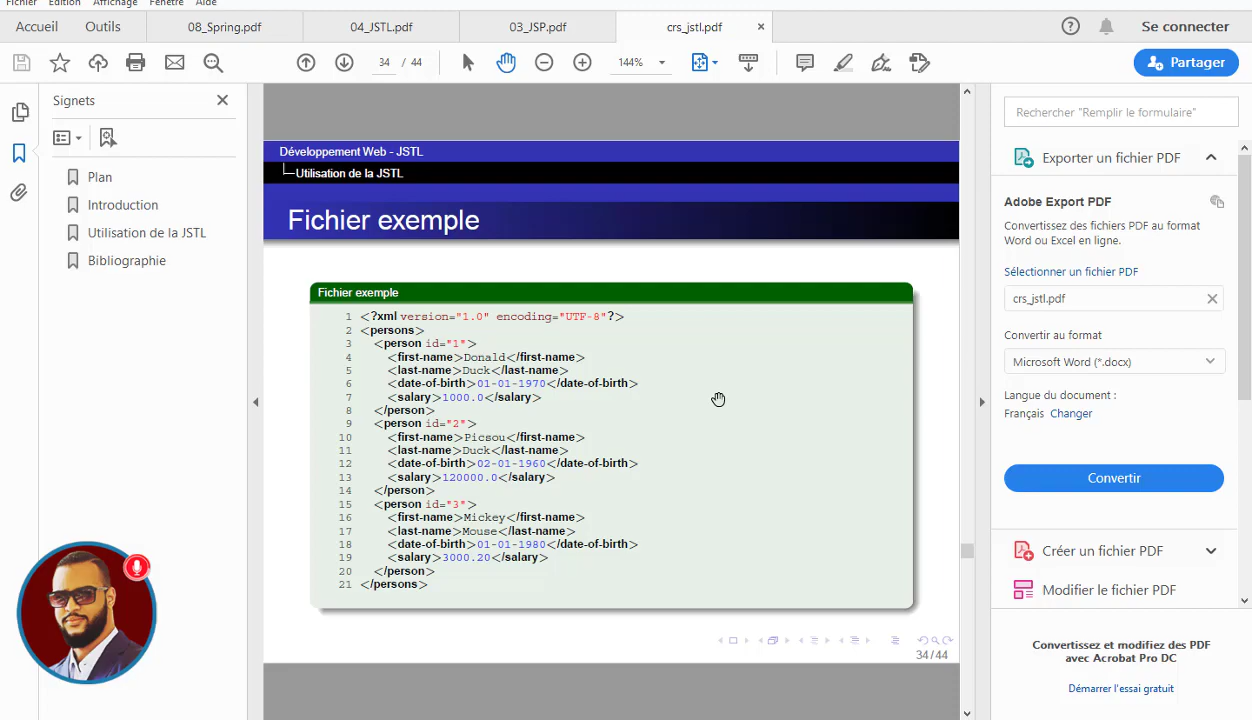 Fichier Edition Affichage Fenêtre Aide
Accueil Outils 08_Spring.pdf 04_JSTL.pdf 03_JSP.pdf crs_jstl.pdf × Se connecter
34 / 44 144% Partager
Signets
Plan
Introduction
Utilisation de la JSTL
Bibliographie
Développement Web - JSTL
Utilisation de la JSTL
Fichier exemple
Fichier exemple
1 <?xml version="1.0" encoding="UTF-8"?>
2 <persons>
3 <person id="1">
4 <first-name>Donald</first-name>
5 <last-name>Duck</last-name>
6 <date-of-birth>01-01-1970</date-of-birth>
7 <salary>1000.0</salary>
8 </person>
9 <person id="2">
10 <first-name>Picsou</first-name>
11 <last-name>Duck</last-name>
12 <date-of-birth>02-01-1960</date-of-birth>
13 <salary>120000.0</salary>
14 </person>
15 <person id="3">
16 <first-name>Mickey</first-name>
17 <last-name>Mouse</last-name>
18 <date-of-birth>01-01-1980</date-of-birth>
19 <salary>3000.20</salary>
20 </person>
21 </persons>
34/44
Rechercher "Remplir le formulaire"
Exporter un fichier PDF
Adobe Export PDF
Convertissez des fichiers PDF au format
Word ou Excel en ligne.
Sélectionner un fichier PDF
crs_jstl.pdf
Convertir au format
Microsoft Word (*.docx)
Langue du document :
Français Changer
Convertir
Créer un fichier PDF
Modifier le fichier PDF
Convertissez et modifiez des PDF
avec Acrobat Pro DC
Démarrer l'essai gratuit